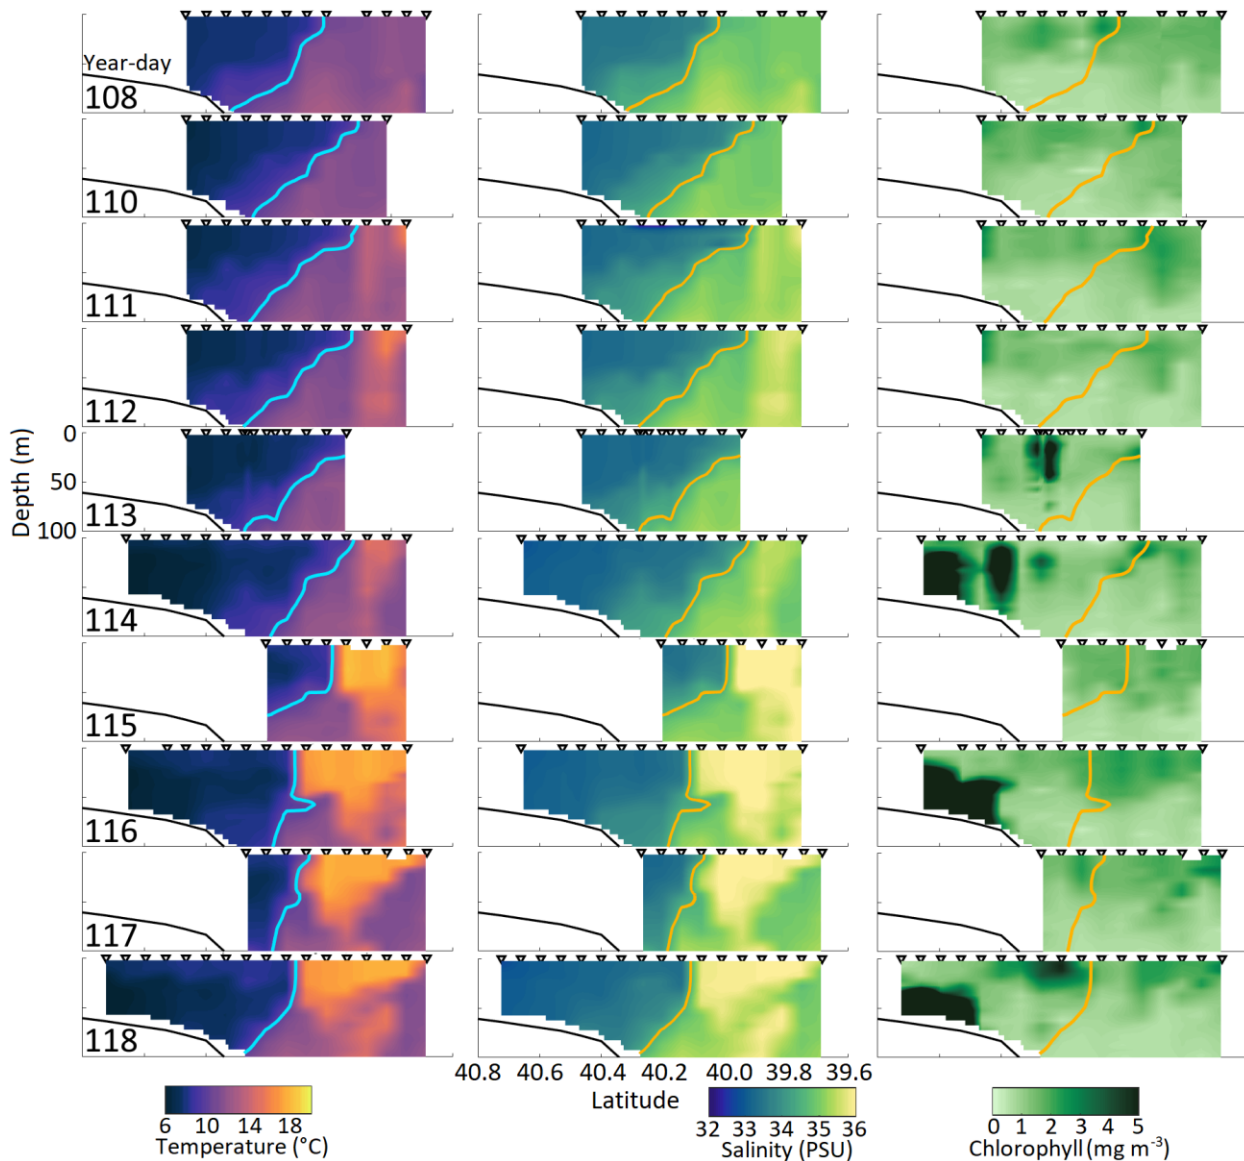 Year-day
108
110
111
112
Depth (m)
0
50
100
113
114
115
116
117
118
40.8 40.6 40.4 40.2 40.0 39.8 39.6
Latitude
6 10 14 18
Temperature (°C)
32 33 34 35 36
Salinity (PSU)
0 1 2 3 4 5
Chlorophyll (mg m⁻³)